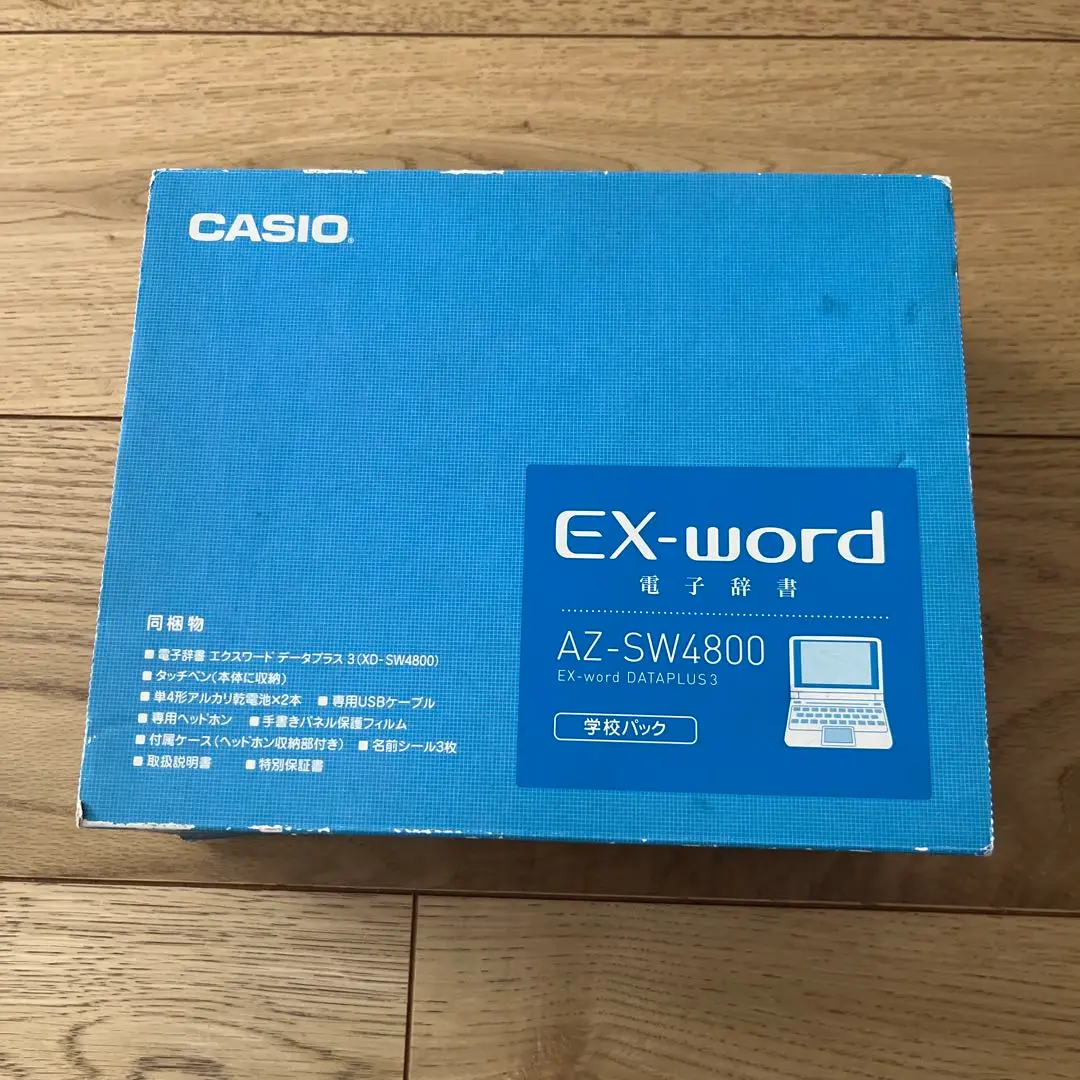 CASIO®
EX-word
電子辞書
AZ-SW4800
EX-word DATAPLUS3
学校パック
同梱物
■ 電子辞書 エクスワード データプラス 3(XD-SW4800)
■ タッチペン(本体に収納)
■ 単4形アルカリ乾電池×2本 ■ 専用USBケーブル
■ 専用ヘッドホン ■ 手書きパネル保護フィルム
■ 付属ケース(ヘッドホン収納部付き) ■ 名前シール3枚
■ 取扱説明書 ■ 特別保証書